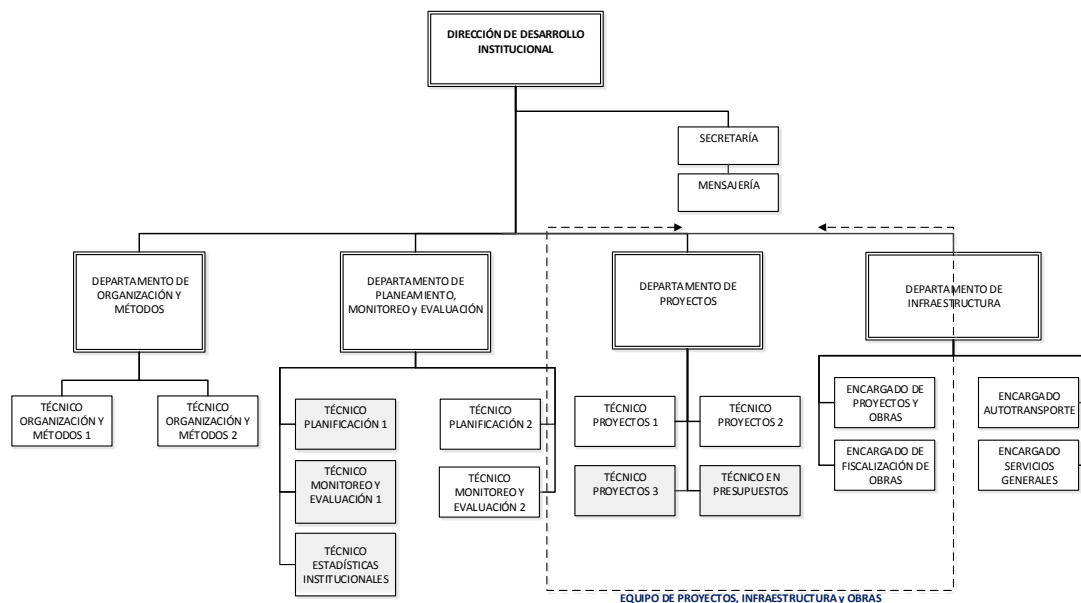 DIRECCIÓN DE DESARROLLO
INSTITUCIONAL
SECRETARÍA
MENSAJERÍA
DEPARTAMENTO DE
ORGANIZACIÓN Y
MÉTODOS
DEPARTAMENTO DE
PLANEAMIENTO,
MONITOREO y EVALUACIÓN
DEPARTAMENTO DE
PROYECTOS
DEPARTAMENTO DE
INFRAESTRUCTURA
TÉCNICO
ORGANIZACIÓN Y
MÉTODOS 1
TÉCNICO
ORGANIZACIÓN Y
MÉTODOS 2
TÉCNICO
PLANIFICACIÓN 1
TÉCNICO
PLANIFICACIÓN 2
TÉCNICO
MONITOREO Y
EVALUACIÓN 1
TÉCNICO
MONITOREO Y
EVALUACIÓN 2
TÉCNICO
ESTADÍSTICAS
INSTITUCIONALES
TÉCNICO
PROYECTOS 1
TÉCNICO
PROYECTOS 2
TÉCNICO
PROYECTOS 3
TÉCNICO EN
PRESUPUESTOS
ENCARGADO DE
PROYECTOS Y
OBRAS
ENCARGADO
AUTOTRANSPORTE
ENCARGADO DE
FISCALIZACIÓN DE
OBRAS
ENCARGADO
SERVICIOS
GENERALES
EQUIPO DE PROYECTOS, INFRAESTRUCTURA y OBRAS